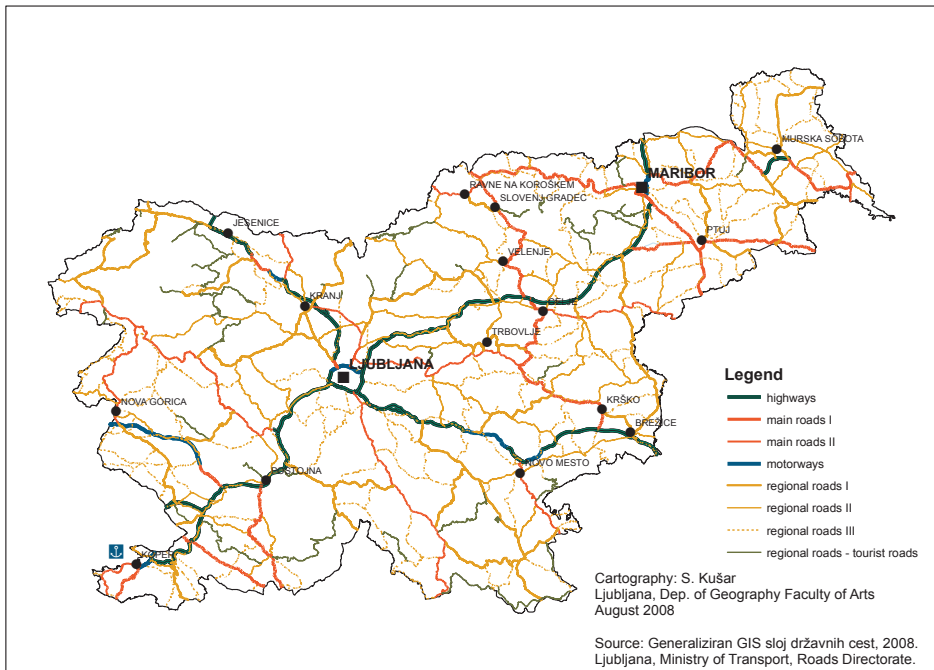 MURSKA SOBOTA
MARIBOR
RAVNE NA KOROŠKEM
SLOVENJ GRADEC
JESENICE
PTUJ
VELENJE
KRANJ
CELJE
TRBOVLJE
LJUBLJANA
NOVA GORICA
KRŠKO
BREŽICE
POSTOJNA
NOVO MESTO
KOPER
Legend
highways
main roads I
main roads II
motorways
regional roads I
regional roads II
regional roads III
regional roads - tourist roads
Cartography: S. Kušar
Ljubljana, Dep. of Geography Faculty of Arts
August 2008
Source: Generaliziran GIS sloj državnih cest, 2008.
Ljubljana, Ministry of Transport, Roads Directorate.